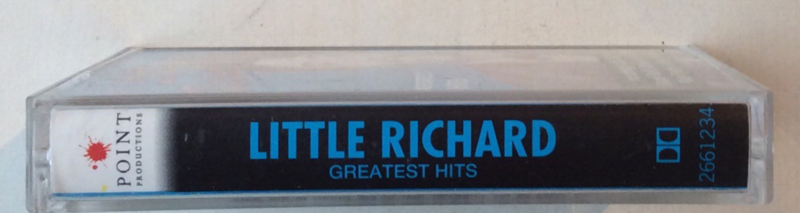 POINT
PRODUCTIONS
LITTLE RICHARD
GREATEST HITS
2661234